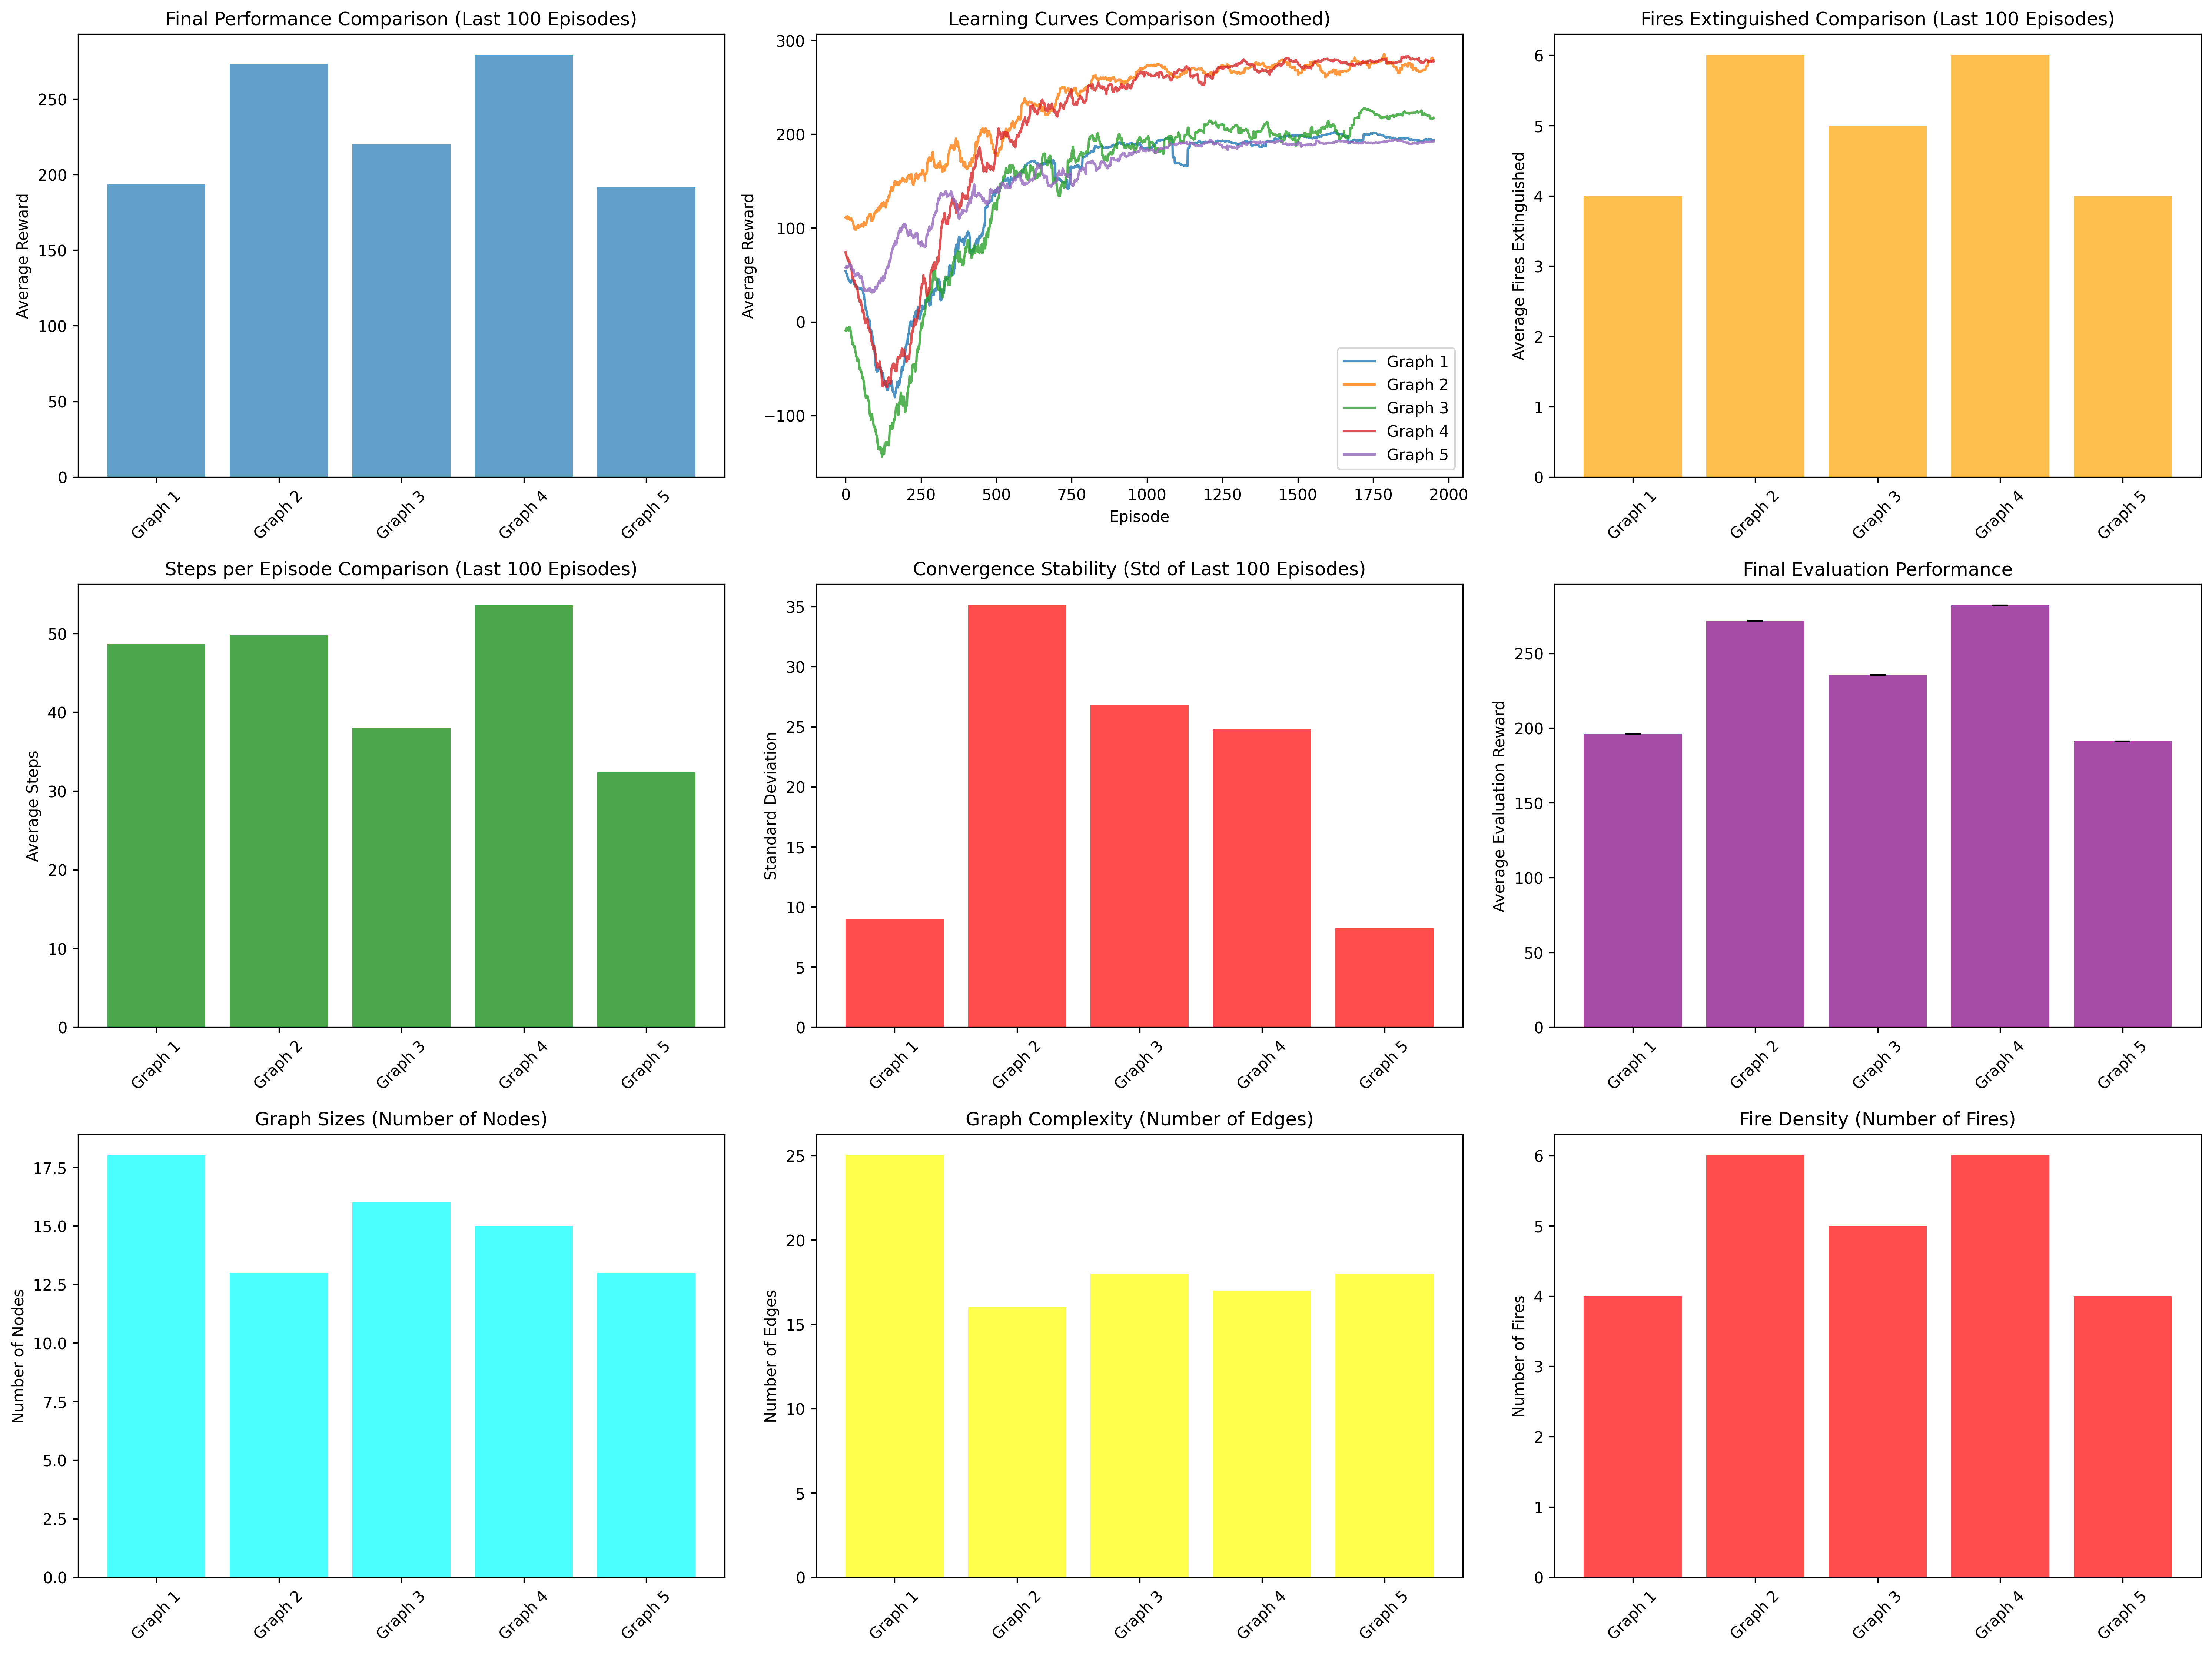 Final Performance Comparison (Last 100 Episodes)
Average Reward
250
200
150
100
50
0
Graph 1
Graph 2
Graph 3
Graph 4
Graph 5
Learning Curves Comparison (Smoothed)
Average Reward
300
200
100
0
−100
0
250
500
750
1000
1250
1500
1750
2000
Episode
Graph 1
Graph 2
Graph 3
Graph 4
Graph 5
Fires Extinguished Comparison (Last 100 Episodes)
Average Fires Extinguished
6
5
4
3
2
1
0
Graph 1
Graph 2
Graph 3
Graph 4
Graph 5
Steps per Episode Comparison (Last 100 Episodes)
Average Steps
50
40
30
20
10
0
Graph 1
Graph 2
Graph 3
Graph 4
Graph 5
Convergence Stability (Std of Last 100 Episodes)
Standard Deviation
35
30
25
20
15
10
5
0
Graph 1
Graph 2
Graph 3
Graph 4
Graph 5
Final Evaluation Performance
Average Evaluation Reward
250
200
150
100
50
0
Graph 1
Graph 2
Graph 3
Graph 4
Graph 5
Graph Sizes (Number of Nodes)
Number of Nodes
17.5
15.0
12.5
10.0
7.5
5.0
2.5
0.0
Graph 1
Graph 2
Graph 3
Graph 4
Graph 5
Graph Complexity (Number of Edges)
Number of Edges
25
20
15
10
5
0
Graph 1
Graph 2
Graph 3
Graph 4
Graph 5
Fire Density (Number of Fires)
Number of Fires
6
5
4
3
2
1
0
Graph 1
Graph 2
Graph 3
Graph 4
Graph 5